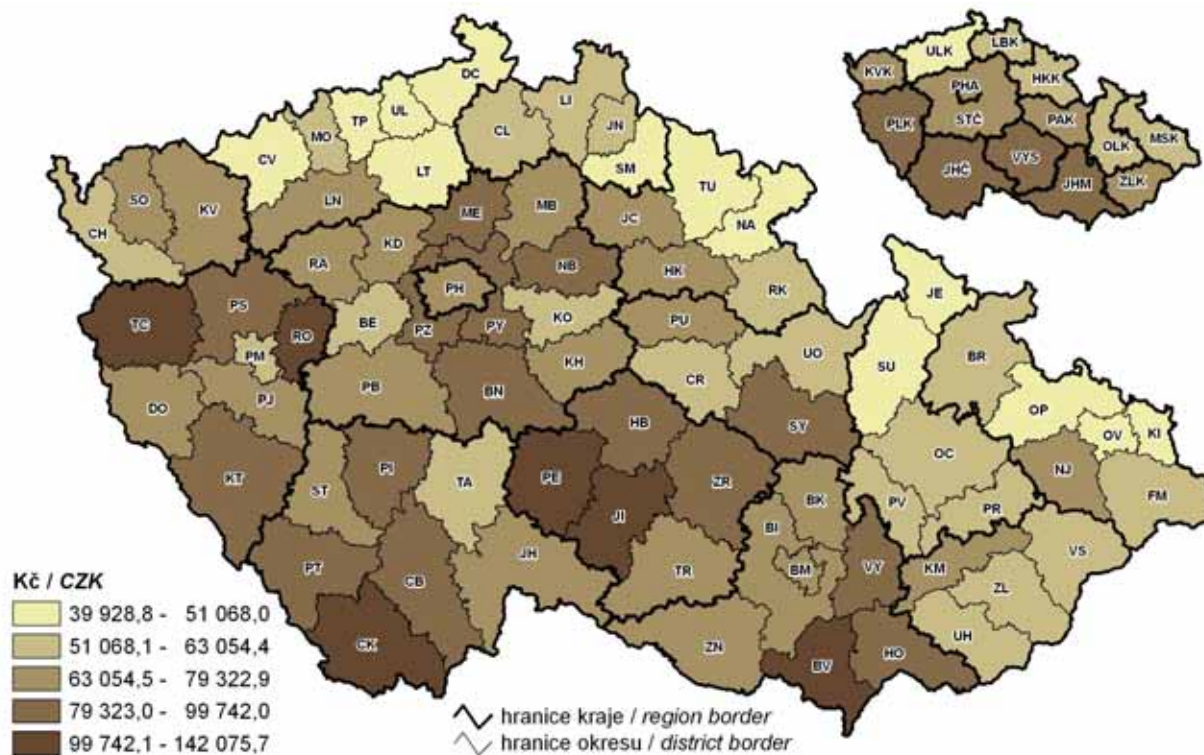 DC
LI
UL
TP
JN
MO
CL
CV
LT
SM
TU
SO
KV
LN
ME
MB
JC
NA
CH
KD
RA
NB
HK
RK
PH
JE
TC
PS
RO
BE
PZ
PY
KO
PU
UO
BR
PM
SU
CR
KH
PB
BN
OP
DO
PJ
HB
SY
OV
KI
OC
NJ
KT
ST
PI
TA
PE
ZR
BK
PV
PR
FM
JI
BI
VS
PT
CB
JH
TR
BM
VY
KM
ZL
CK
ZN
BV
HO
UH
ULK
LBK
KVK
HKK
PHA
PLK
STČ
PAK
OLK
MSK
JHČ
VYS
JHM
ZLK
Kč / CZK
39 928,8 - 51 068,0
51 068,1 - 63 054,4
63 054,5 - 79 322,9
79 323,0 - 99 742,0
99 742,1 - 142 075,7
hranice kraje / region border
hranice okresu / district border